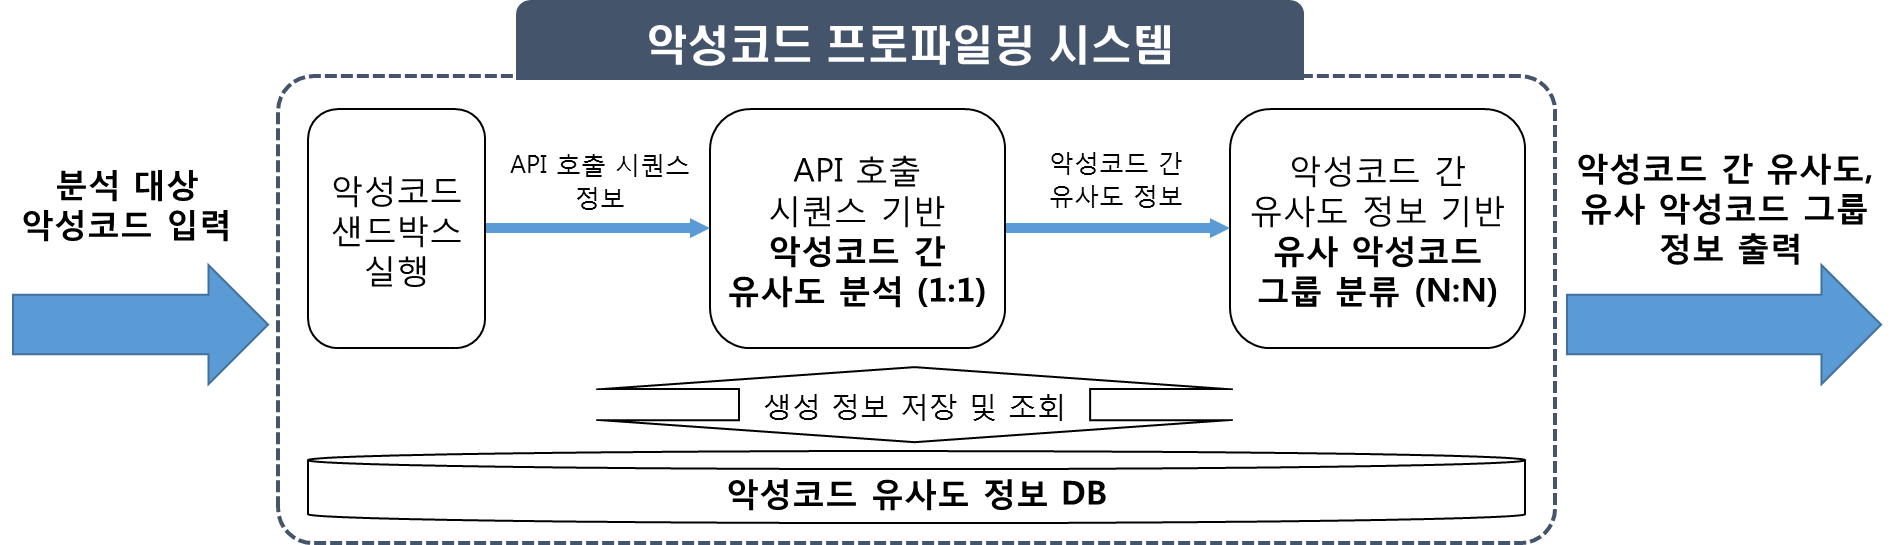 악성코드 프로파일링 시스템
분석 대상
악성코드 입력
악성코드
샌드박스
실행
API 호출 시퀀스
정보
API 호출
시퀀스 기반
악성코드 간
유사도 분석 (1:1)
악성코드 간
유사도 정보
악성코드 간
유사도 정보 기반
유사 악성코드
그룹 분류 (N:N)
악성코드 간 유사도,
유사 악성코드 그룹
정보 출력
생성 정보 저장 및 조회
악성코드 유사도 정보 DB